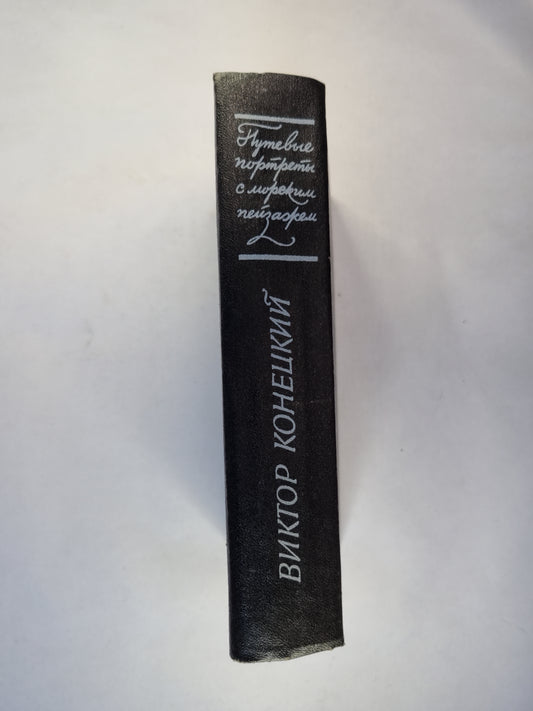 Путевые
портреты
с морским
пейзажем
ВИКТОР КОНЕЦКИЙ